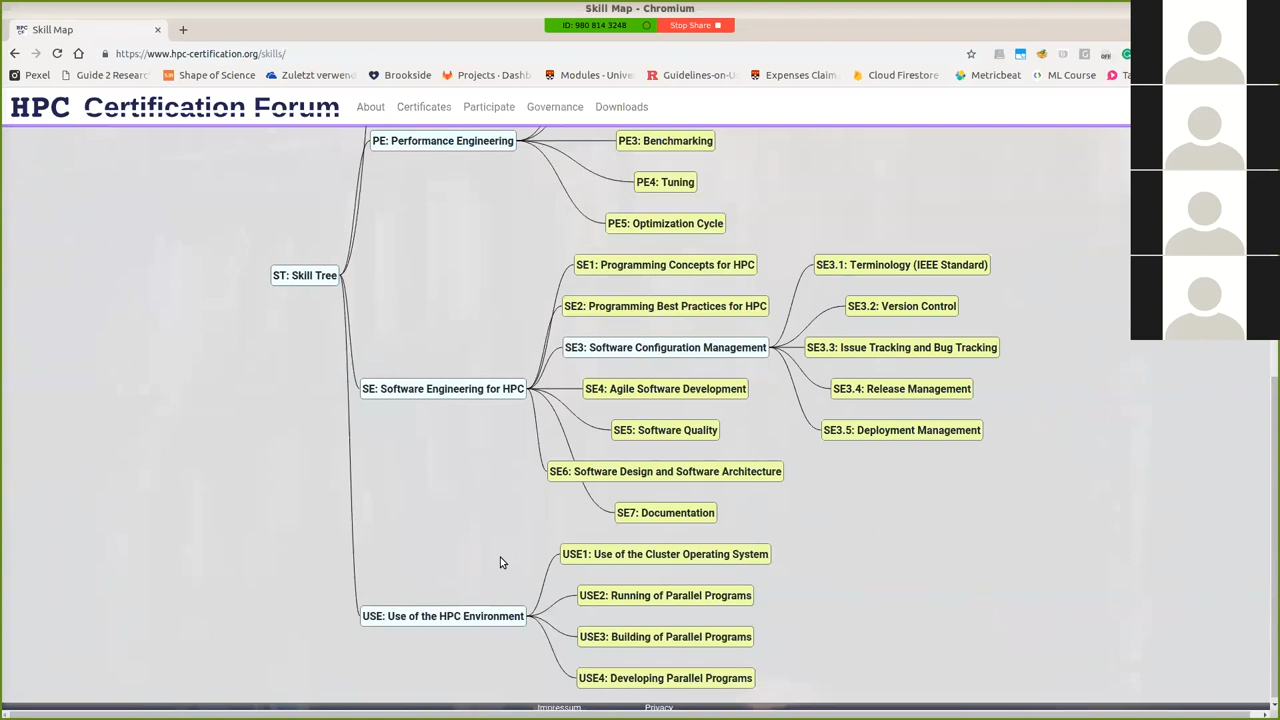 Skill Map - Chromium
ID: 980 814 3248 Stop Share
HPC CF Skill Map
https://www.hpc-certification.org/skills/
Pexel Guide 2 Researc Shape of Science Zuletzt verwend Brookside Projects · Dashb Modules - Unive Guidelines-on-U Expenses Claim Cloud Firestore Metricbeat ML Course Ta
HPC Certification Forum About Certificates Participate Governance Downloads
PE: Performance Engineering
PE3: Benchmarking
PE4: Tuning
PE5: Optimization Cycle
ST: Skill Tree
SE1: Programming Concepts for HPC
SE3.1: Terminology (IEEE Standard)
SE2: Programming Best Practices for HPC
SE3.2: Version Control
SE3: Software Configuration Management
SE3.3: Issue Tracking and Bug Tracking
SE: Software Engineering for HPC
SE4: Agile Software Development
SE3.4: Release Management
SE5: Software Quality
SE3.5: Deployment Management
SE6: Software Design and Software Architecture
SE7: Documentation
USE1: Use of the Cluster Operating System
USE2: Running of Parallel Programs
USE: Use of the HPC Environment
USE3: Building of Parallel Programs
USE4: Developing Parallel Programs
Impressum Privacy